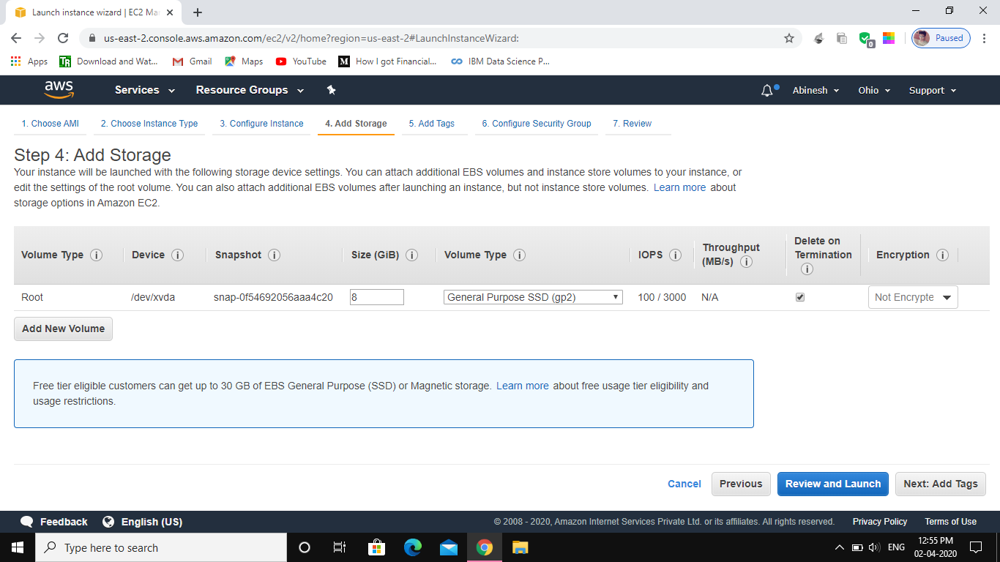 Launch instance wizard | EC2 Ma
us-east-2.console.aws.amazon.com/ec2/v2/home?region=us-east-2#LaunchInstanceWizard:
0
Paused
Apps
TR
Download and Wat...
Gmail
Maps
YouTube
M
How I got Financial...
IBM Data Science P...
aws
Services
Resource Groups
Abinesh
Ohio
Support
1. Choose AMI
2. Choose Instance Type
3. Configure Instance
4. Add Storage
5. Add Tags
6. Configure Security Group
7. Review
Step 4: Add Storage
Your instance will be launched with the following storage device settings. You can attach additional EBS volumes and instance store volumes to your instance, or
edit the settings of the root volume. You can also attach additional EBS volumes after launching an instance, but not instance store volumes. Learn more about
storage options in Amazon EC2.
Volume Type i
Device i
Snapshot i
Size (GiB) i
Volume Type i
IOPS i
Throughput
(MB/s) i
Delete on
Termination
i
Encryption i
Root
/dev/xvda
snap-0f54692056aaa4c20
8
General Purpose SSD (gp2)
100 / 3000
N/A
Not Encrypte
Add New Volume
Free tier eligible customers can get up to 30 GB of EBS General Purpose (SSD) or Magnetic storage. Learn more about free usage tier eligibility and
usage restrictions.
Cancel
Previous
Review and Launch
Next: Add Tags
Feedback
English (US)
© 2008 - 2020, Amazon Internet Services Private Ltd. or its affiliates. All rights reserved.
Privacy Policy
Terms of Use
Type here to search
ENG
12:55 PM
02-04-2020